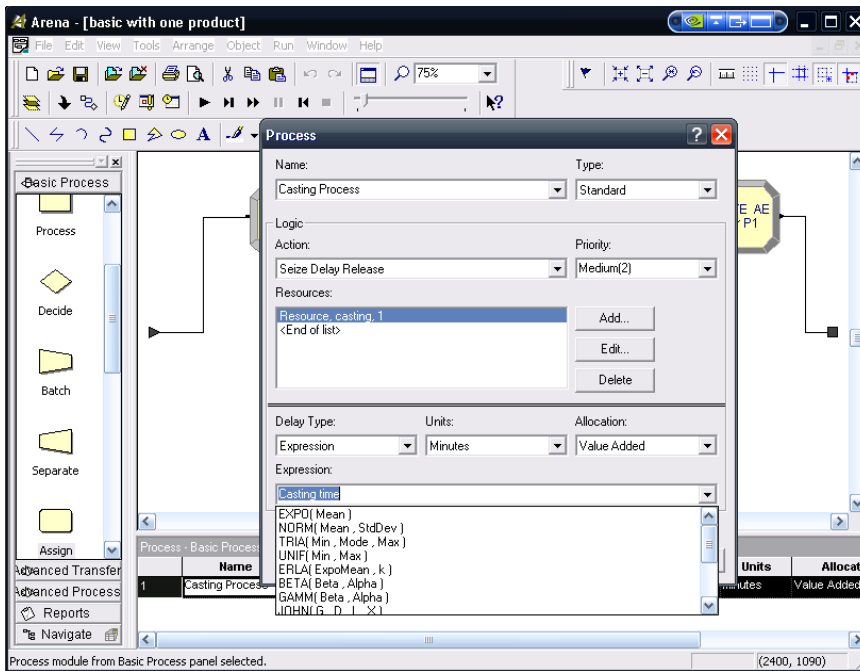 Arena - [basic with one product]
File Edit View Tools Arrange Object Run Window Help
75%
A
Basic Process
Process
Decide
Batch
Separate
Assign
Advanced Transfer
Advanced Process
Reports
Navigate
Process
Name:
Type:
Casting Process
Standard
Logic
Action:
Priority:
Seize Delay Release
Medium(2)
Resources:
Resource, casting, 1
<End of list>
Add...
Edit...
Delete
Delay Type:
Units:
Allocation:
Expression
Minutes
Value Added
Expression:
Casting time
EXPO( Mean )
NORM( Mean , StdDev )
TRIA( Min , Mode , Max )
UNIF( Min , Max )
ERLA( ExpoMean , k )
BETA( Beta , Alpha )
GAMM( Beta , Alpha )
JOHN( G , D , L , X )
E AE
P1
Process - Basic Process
Name
Units
Allocat
1
Casting Process
minutes
Value Added
Process module from Basic Process panel selected.
(2400, 1090)